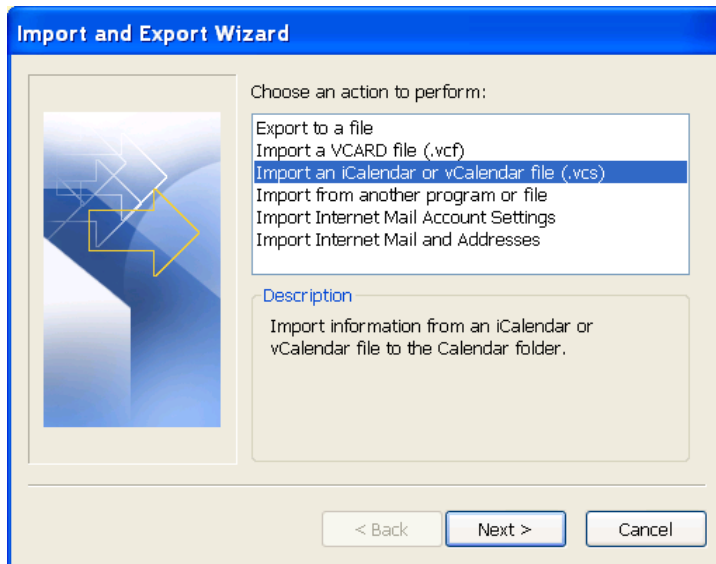 Import and Export Wizard
Choose an action to perform:
Export to a file
Import a VCARD file (.vcf)
Import an iCalendar or vCalendar file (.vcs)
Import from another program or file
Import Internet Mail Account Settings
Import Internet Mail and Addresses
Description
Import information from an iCalendar or
vCalendar file to the Calendar folder.
< Back
Next >
Cancel